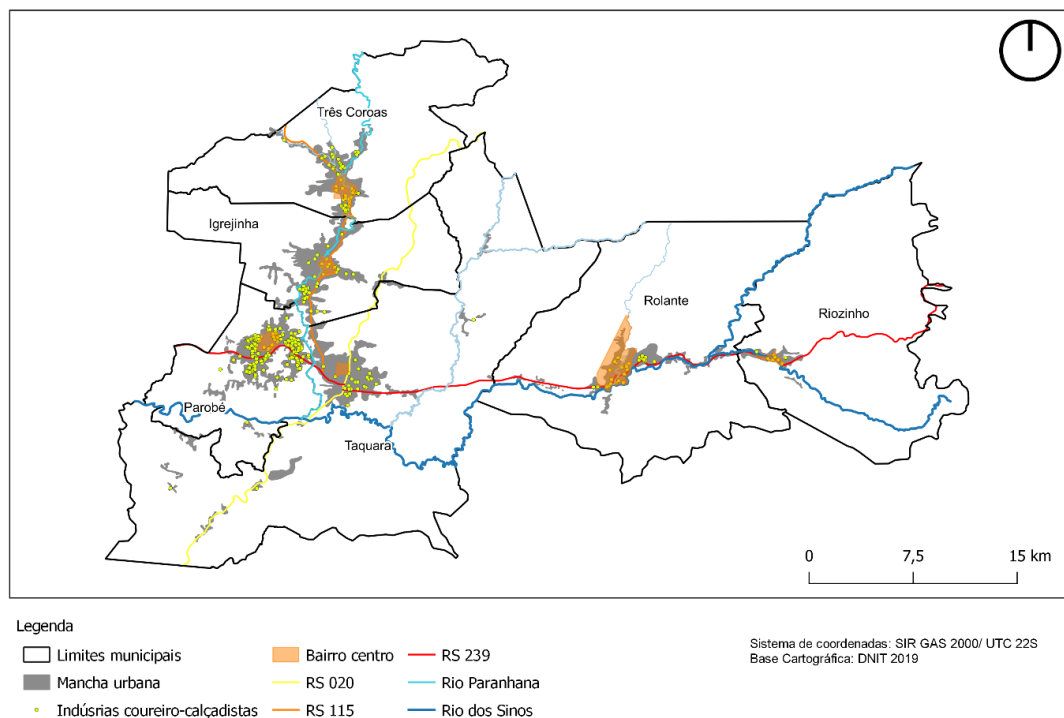 Três Coroas
Igrejinha
Rolante
Riozinho
Parobé
Taquara
0 7,5 15 km
Legenda
Limites municipais
Mancha urbana
Indúsrias coureiro-calçadistas
Bairro centro
RS 020
RS 115
RS 239
Rio Paranhana
Rio dos Sinos
Sistema de coordenadas: SIR GAS 2000/ UTC 22S
Base Cartográfica: DNIT 2019